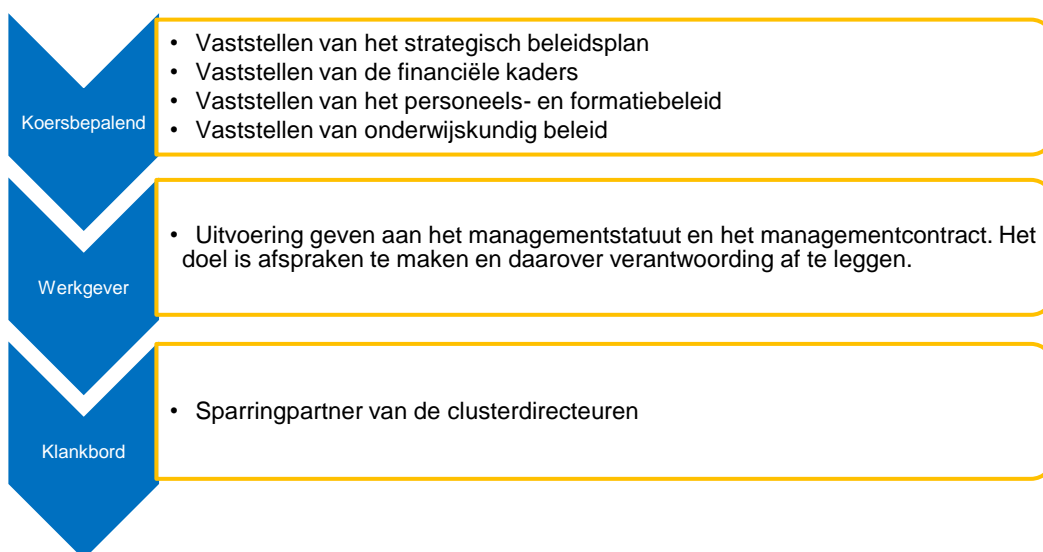 Koersbepalend
• Vaststellen van het strategisch beleidsplan
• Vaststellen van de financiële kaders
• Vaststellen van het personeels- en formatiebeleid
• Vaststellen van onderwijskundig beleid
Werkgever
• Uitvoering geven aan het managementstatuut en het managementcontract. Het
doel is afspraken te maken en daarover verantwoording af te leggen.
Klankbord
• Sparringpartner van de clusterdirecteuren